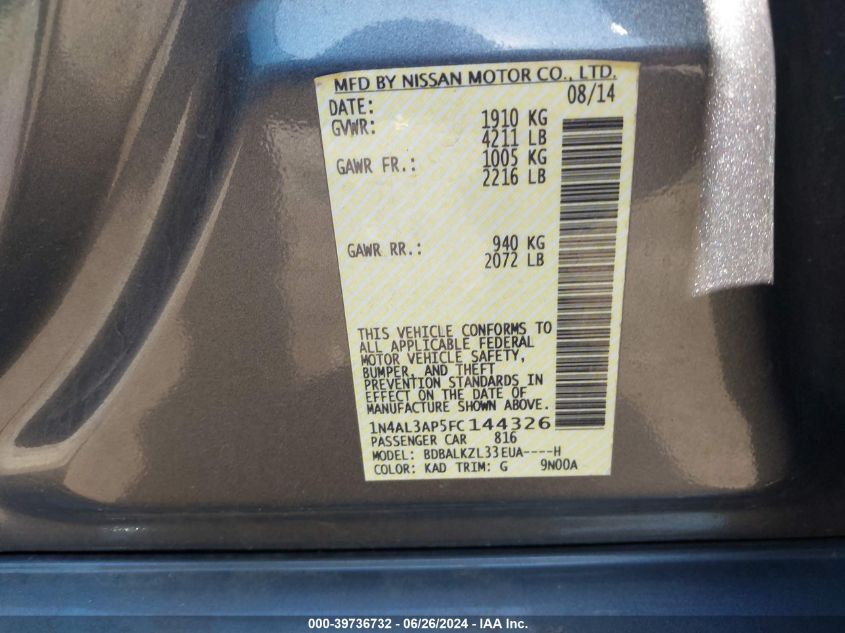 MFD BY NISSAN MOTOR CO., LTD.
DATE: 08/14
GVWR: 1910 KG
4211 LB
GAWR FR.: 1005 KG
2216 LB
GAWR RR.: 940 KG
2072 LB
THIS VEHICLE CONFORMS TO
ALL APPLICABLE FEDERAL
MOTOR VEHICLE SAFETY,
BUMPER, AND THEFT
PREVENTION STANDARDS IN
EFFECT ON THE DATE OF
MANUFACTURE SHOWN ABOVE.
1N4AL3AP5FC144326
PASSENGER CAR 816
MODEL: BDBALKZL33EUA----H
COLOR: KAD TRIM: G 9N00A
000-39736732 - 06/26/2024 - IAA Inc.